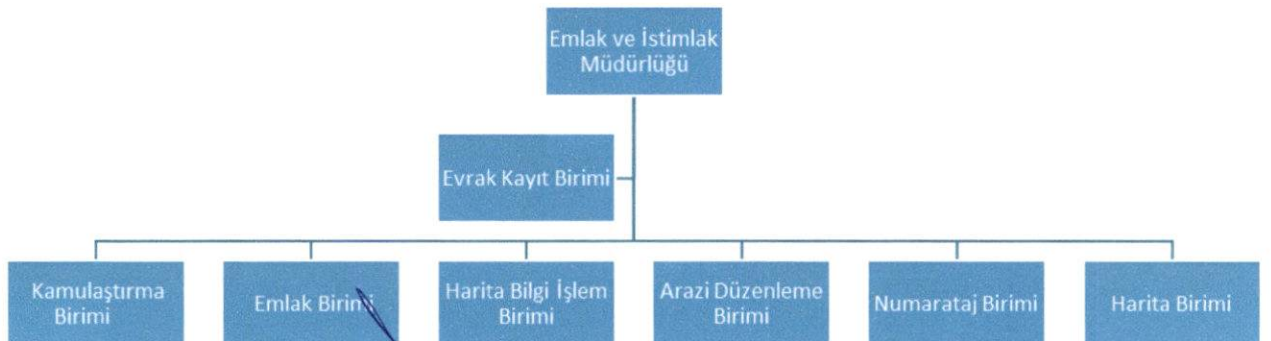 Emlak ve İstimlak
Müdürlüğü
Evrak Kayıt Birimi
Kamulaştırma
Birimi
Emlak Birimi
Harita Bilgi İşlem
Birimi
Arazi Düzenleme
Birimi
Numarataj Birimi
Harita Birimi